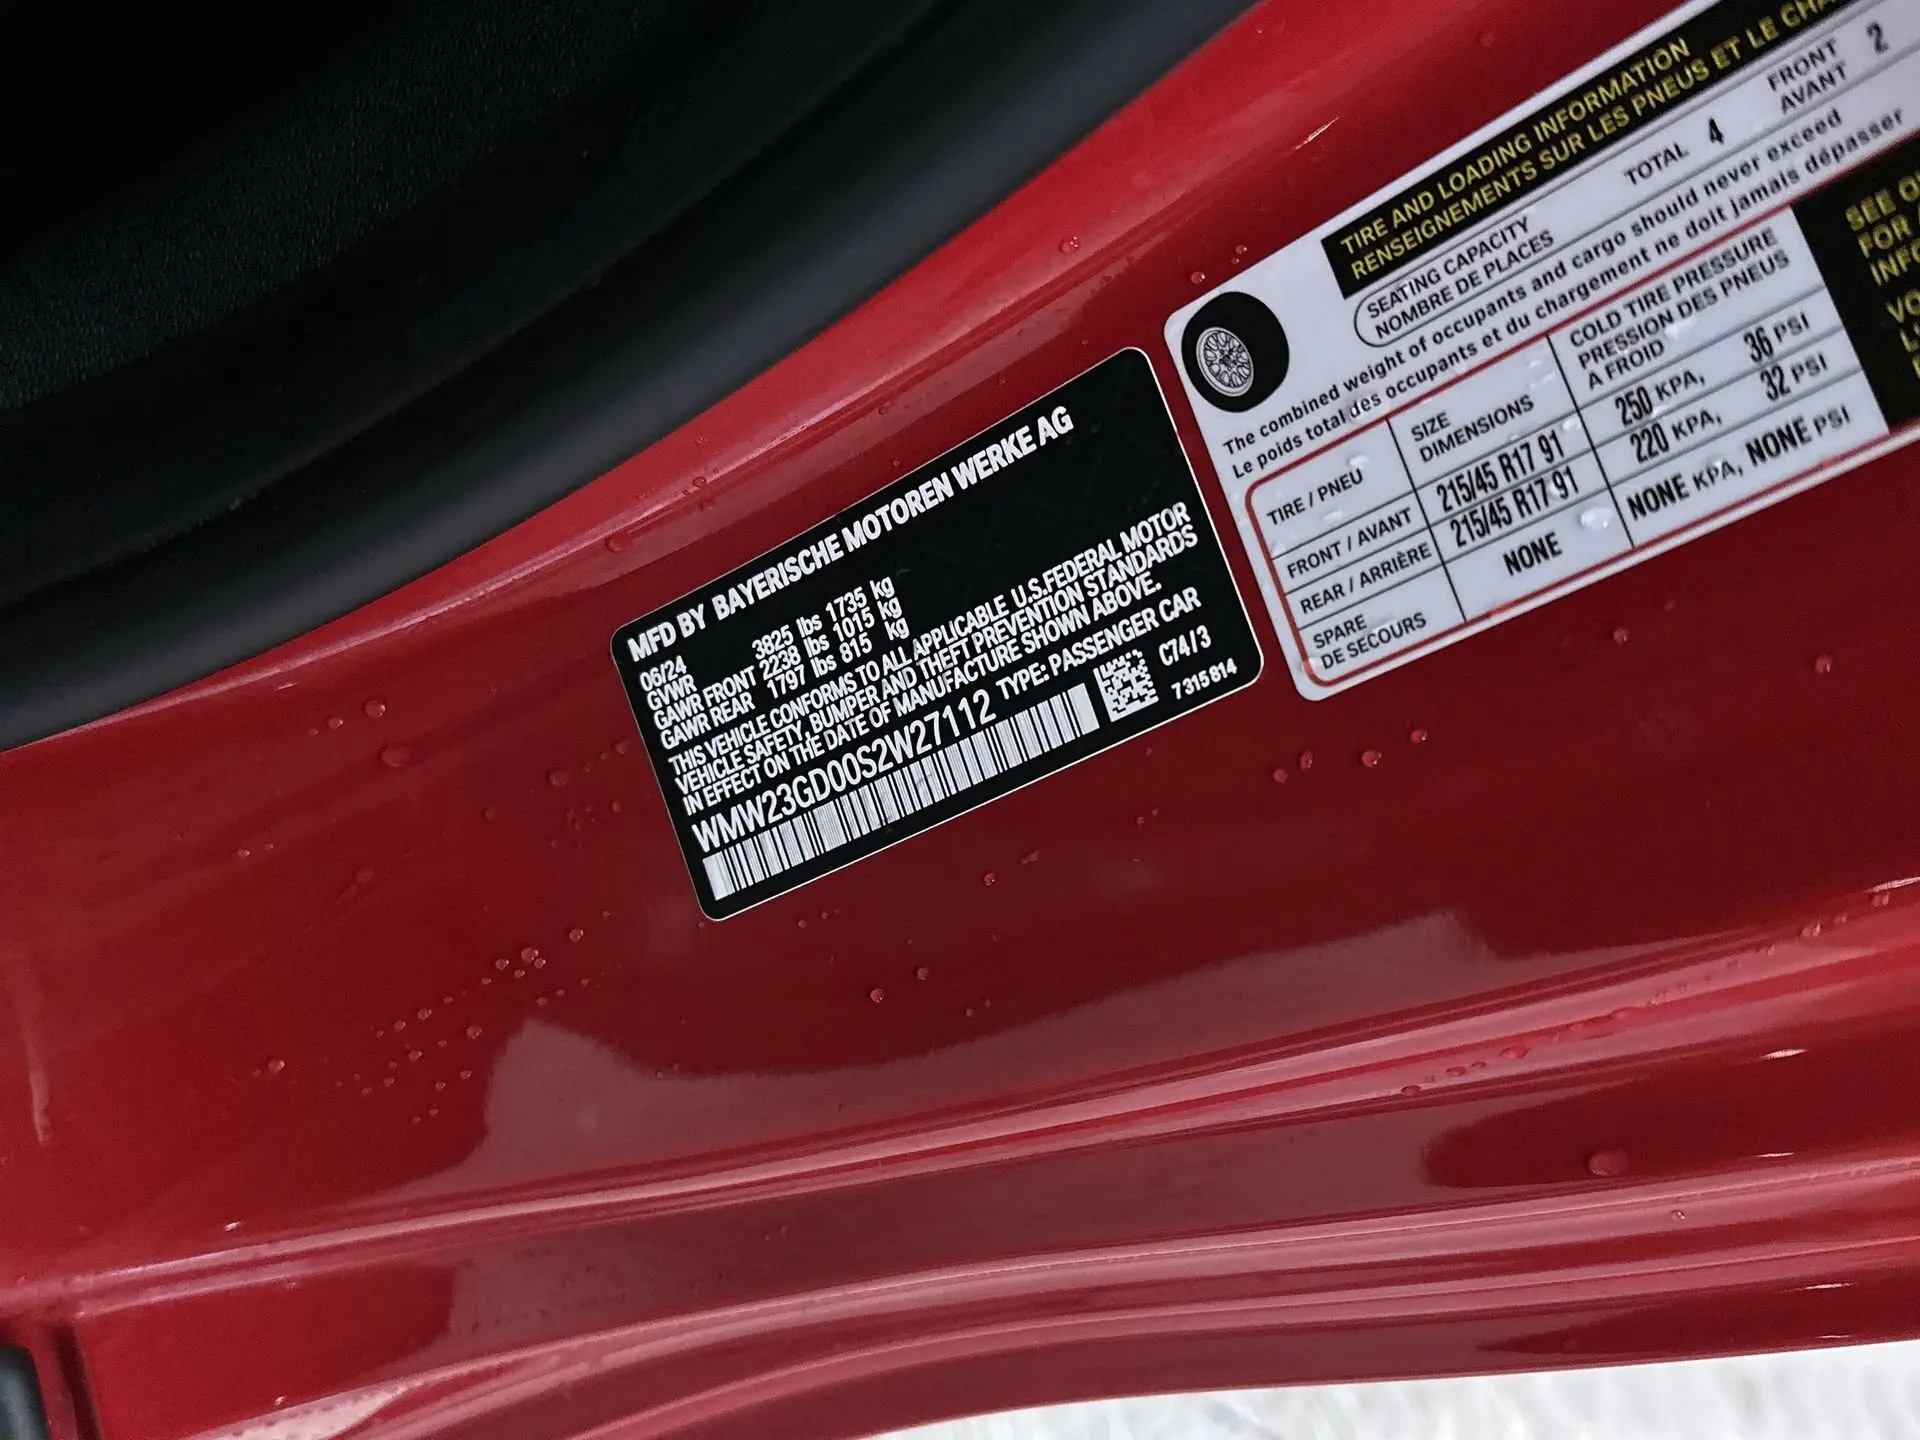 MFD BY BAYERISCHE MOTOREN WERKE AG
06/24
GVWR 3825 lbs 1735 kg
GAWR FRONT 2238 lbs 1015 kg
GAWR REAR 1797 lbs 815 kg
THIS VEHICLE CONFORMS TO ALL APPLICABLE U.S.FEDERAL MOTOR
VEHICLE SAFETY, BUMPER AND THEFT PREVENTION STANDARDS
IN EFFECT ON THE DATE OF MANUFACTURE SHOWN ABOVE.
WMW23GD00S2W27112 TYPE: PASSENGER CAR
C74/3
7315814
TIRE AND LOADING INFORMATION
RENSEIGNEMENTS SUR LES PNEUS ET LE
SEATING CAPACITY
NOMBRE DE PLACES
TOTAL 4
FRONT
AVANT
2
The combined weight of occupants and cargo should never exceed
Le poids total des occupants et du chargement ne doit jamais dépasser
TIRE / PNEU
SIZE
DIMENSIONS
COLD TIRE PRESSURE
PRESSION DES PNEUS
A FROID
FRONT / AVANT 215/45 R17 91 250 KPA, 36 PSI
REAR / ARRIÈRE 215/45 R17 91 220 KPA, 32 PSI
SPARE
DE SECOURS
NONE NONE KPA, NONE PSI
SEE
FOR